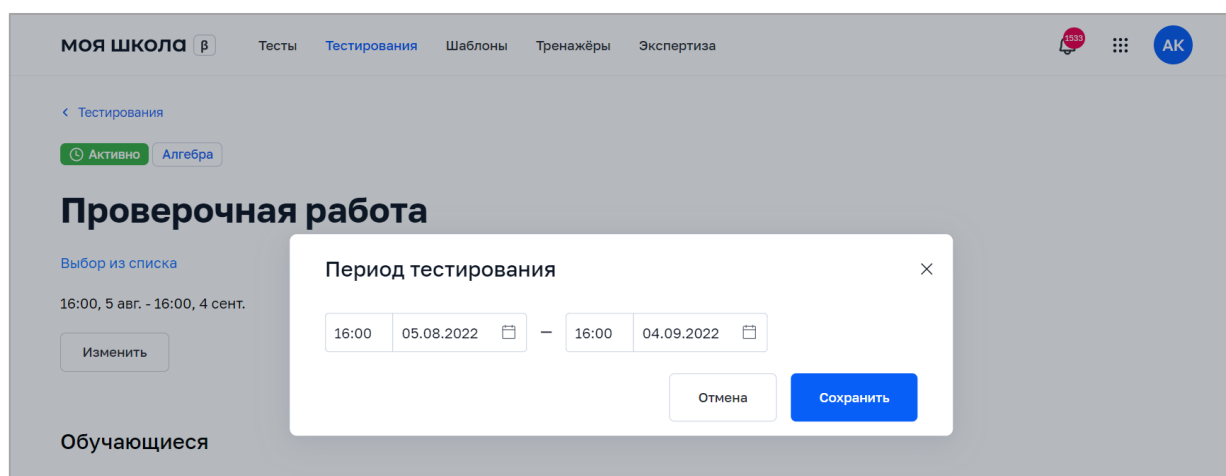 моя школа β Тесты Тестирования Шаблоны Тренажёры Экспертиза 1533 АК
Тестирования
Активно Алгебра
Проверочная работа
Выбор из списка
16:00, 5 авг. - 16:00, 4 сент.
Изменить
Период тестирования
16:00 05.08.2022 — 16:00 04.09.2022
Отмена Сохранить
Обучающиеся